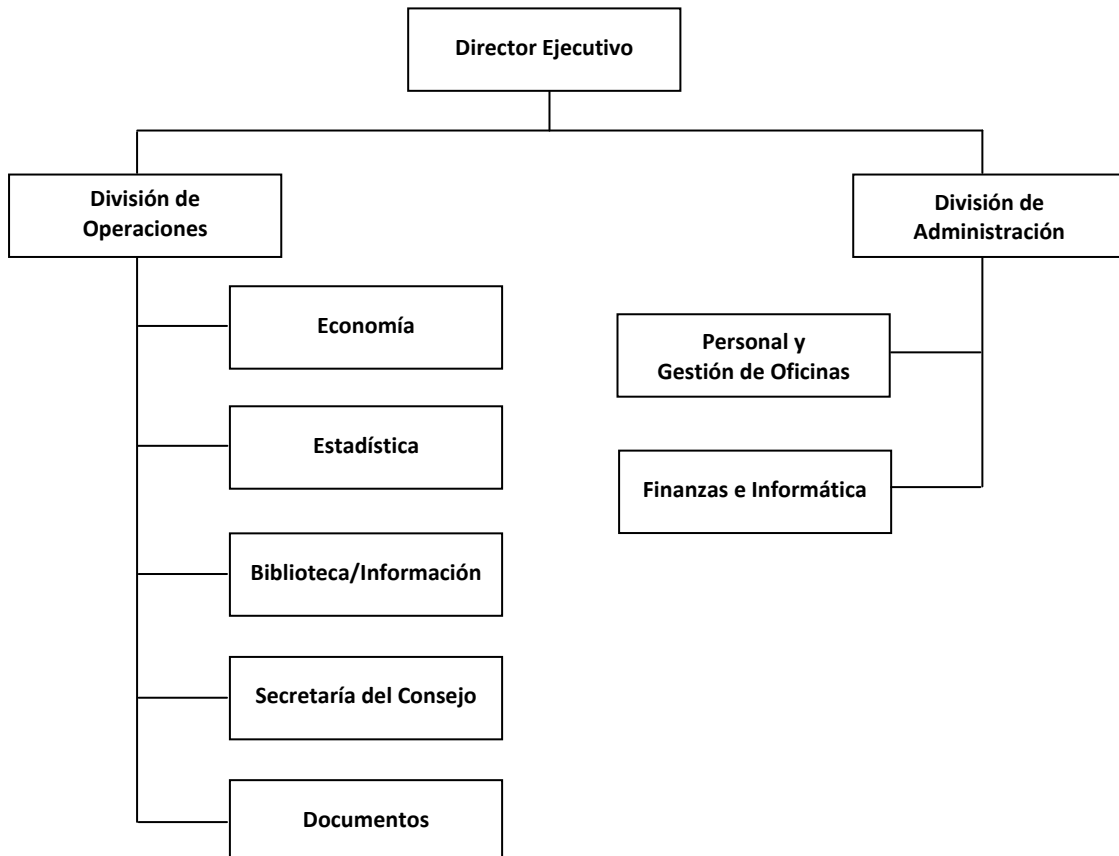 Director Ejecutivo
División de
Operaciones
División de
Administración
Economía
Personal y
Gestión de Oficinas
Estadística
Finanzas e Informática
Biblioteca/Información
Secretaría del Consejo
Documentos